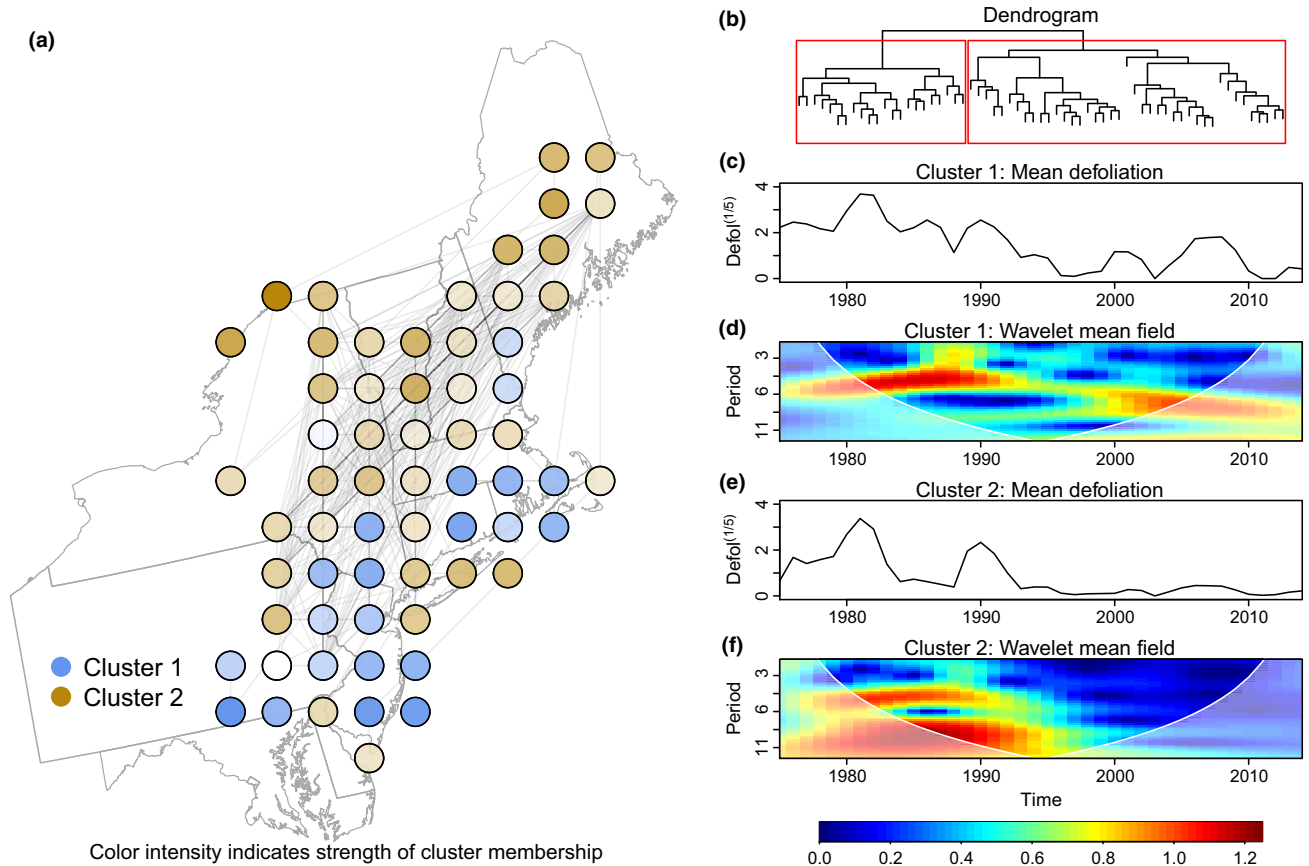 (a)
Cluster 1
Cluster 2
Color intensity indicates strength of cluster membership
(b)
Dendrogram
(c)
Cluster 1: Mean defoliation
Defol(1/5)
4
2
0
1980 1990 2000 2010
(d)
Cluster 1: Wavelet mean field
Period
3
6
11
1980 1990 2000 2010
(e)
Cluster 2: Mean defoliation
Defol(1/5)
4
2
0
1980 1990 2000 2010
(f)
Cluster 2: Wavelet mean field
Period
3
6
11
1980 1990 2000 2010
Time
0.0 0.2 0.4 0.6 0.8 1.0 1.2